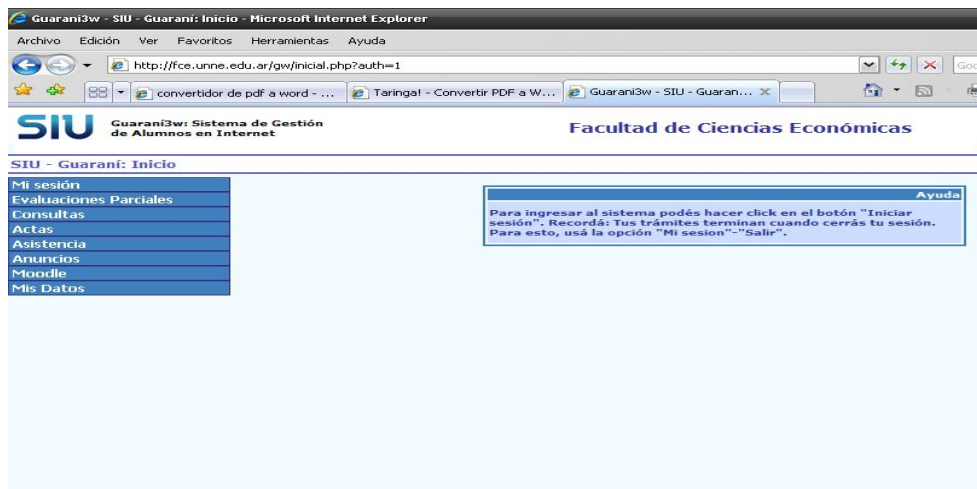 Guarani3w - SIU - Guaraní: Inicio - Microsoft Internet Explorer
Archivo Edición Ver Favoritos Herramientas Ayuda
http://fce.unne.edu.ar/gw/inicial.php?auth=1
Goo
convertidor de pdf a word - ... Taringa! - Convertir PDF a W... Guarani3w - SIU - Guaran...
SIU Guaraní3w: Sistema de Gestión
de Alumnos en Internet
Facultad de Ciencias Económicas
SIU - Guaraní: Inicio
Mi sesión
Evaluaciones Parciales
Consultas
Actas
Asistencia
Anuncios
Moodle
Mis Datos
Ayuda
Para ingresar al sistema podés hacer click en el botón "Iniciar
sesión". Recordá: Tus trámites terminan cuando cerrás tu sesión.
Para esto, usá la opción "Mi sesion"-"Salir".